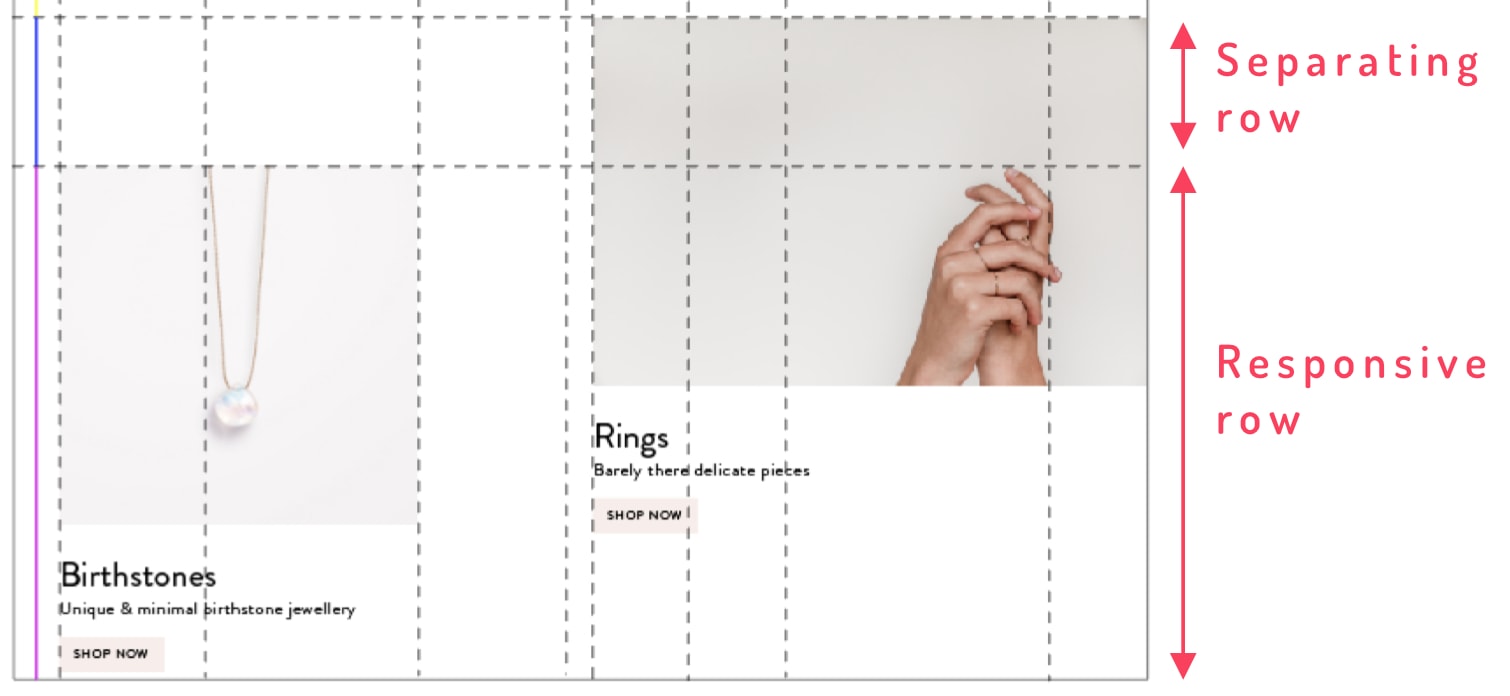 Separating
row
Responsive
row
Rings
Barely there delicate pieces
SHOP NOW
Birthstones
Unique & minimal birthstone jewellery
SHOP NOW